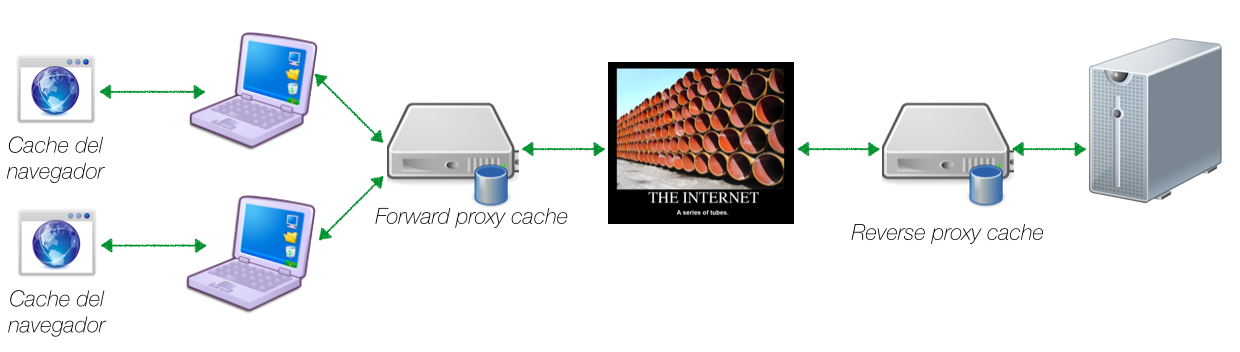 Cache del
navegador
Cache del
navegador
Forward proxy cache
THE INTERNET
A series of tubes.
Reverse proxy cache